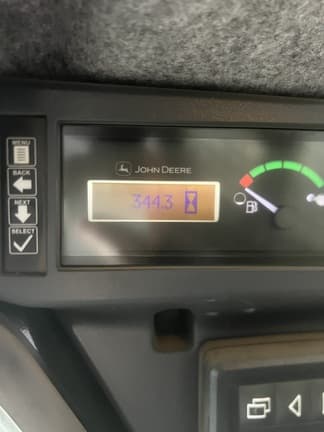 MENU
BACK
NEXT
SELECT
JOHN DEERE
344.3